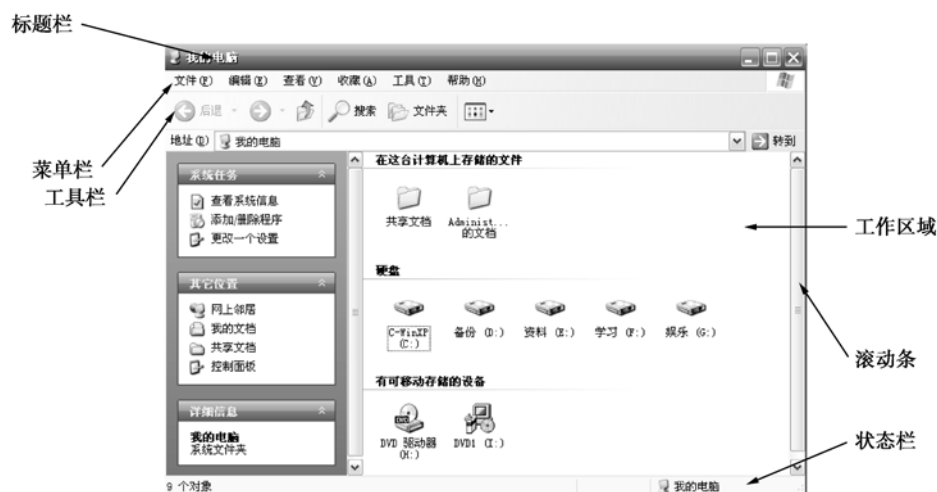 标题栏
我的电脑
文件(F) 编辑(E) 查看(V) 收藏(A) 工具(T) 帮助(H)
后退 搜索 文件夹
地址(D) 我的电脑 转到
菜单栏
工具栏
系统任务
查看系统信息
添加/删除程序
更改一个设置
其它位置
网上邻居
我的文档
共享文档
控制面板
详细信息
我的电脑
系统文件夹
在这台计算机上存储的文件
共享文档 Administ...
的文档
硬盘
C-WinXP 备份 (D:) 资料 (E:) 学习 (F:) 娱乐 (G:)
(C:)
有可移动存储的设备
DVD 驱动器 DVD1 (I:)
(H:)
工作区域
滚动条
状态栏
9 个对象 我的电脑